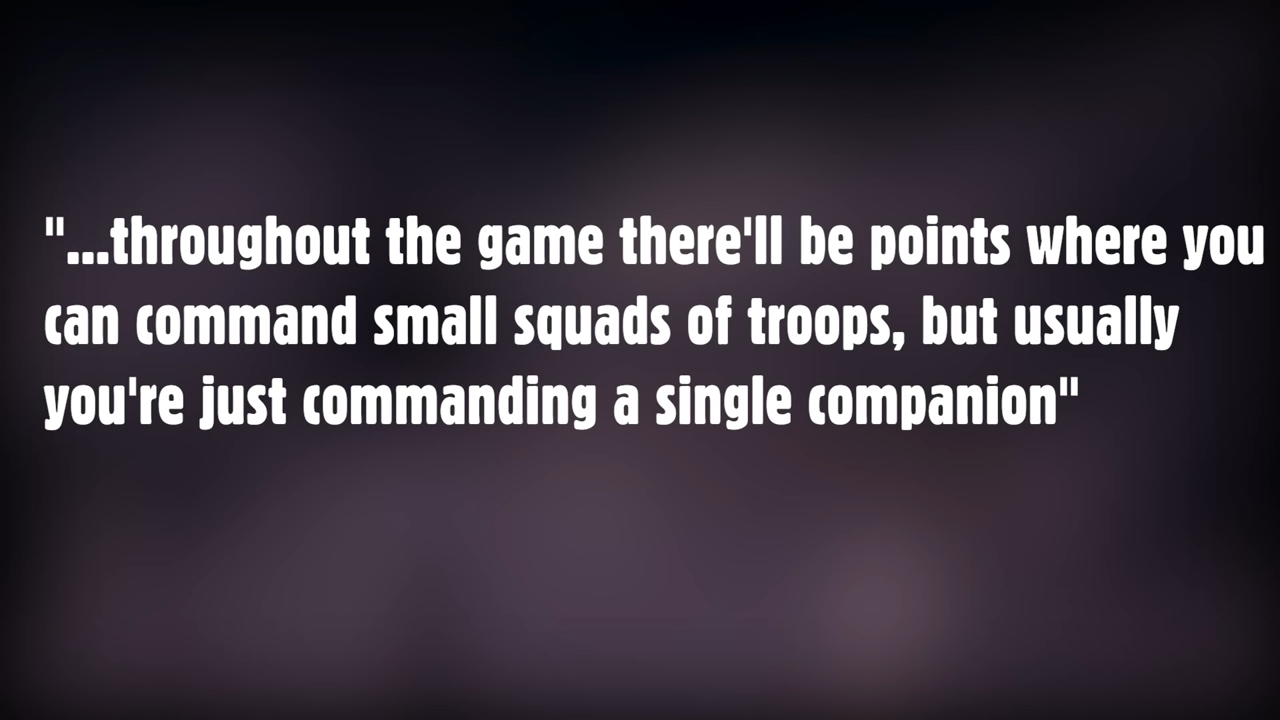 "...throughout the game there'll be points where you
can command small squads of troops, but usually
you're just commanding a single companion"